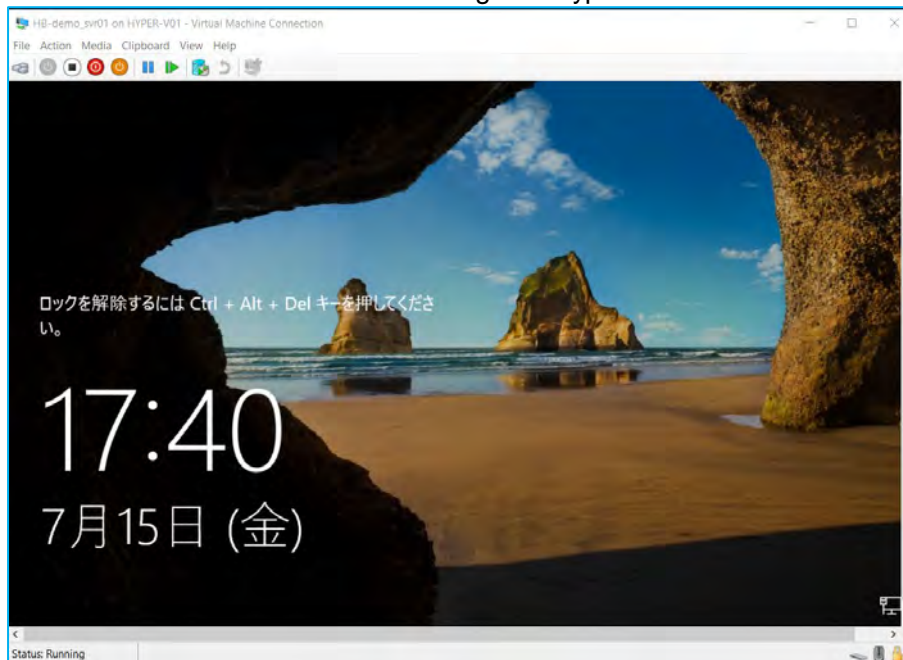 HB-demo_svr01 on HYPER-V01 - Virtual Machine Connection
File Action Media Clipboard View Help
ロックを解除するには Ctrl + Alt + Del キーを押してくださ
い。
17:40
7月15日 (金)
Status: Running